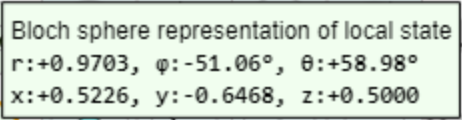 Bloch sphere representation of local state
r:+0.9703, φ:-51.06°, θ:+58.98°
x:+0.5226, y:-0.6468, z:+0.5000